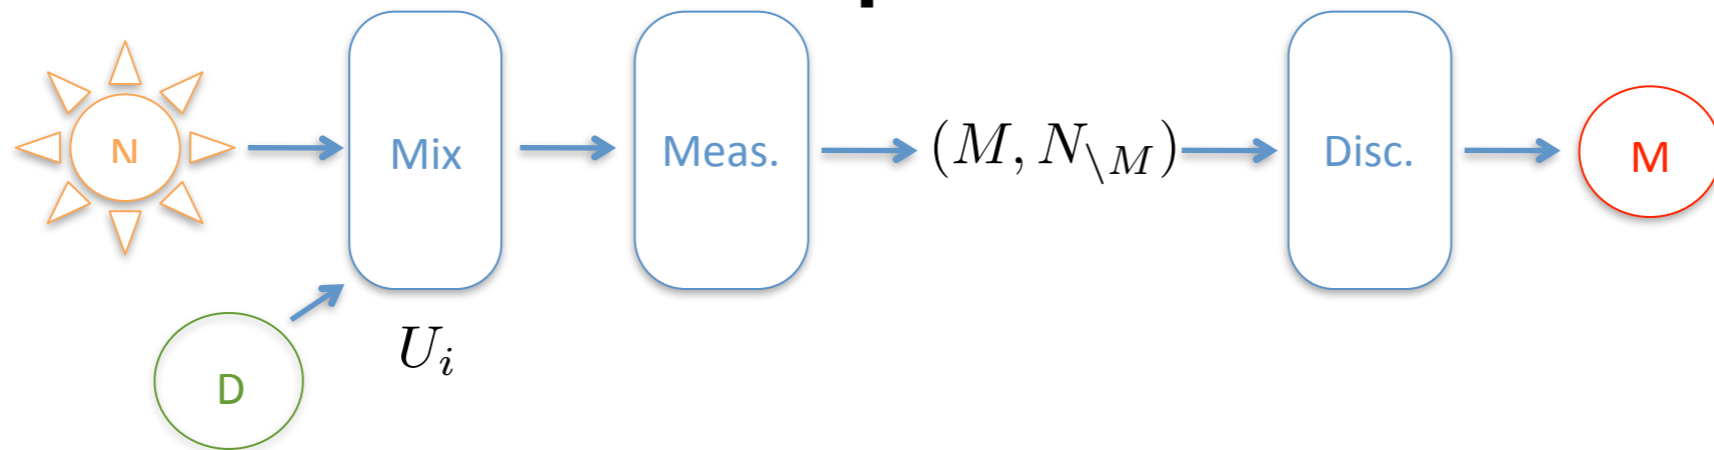 N
Mix
Meas.
(M, N_{\M})
Disc.
M
D
U_i